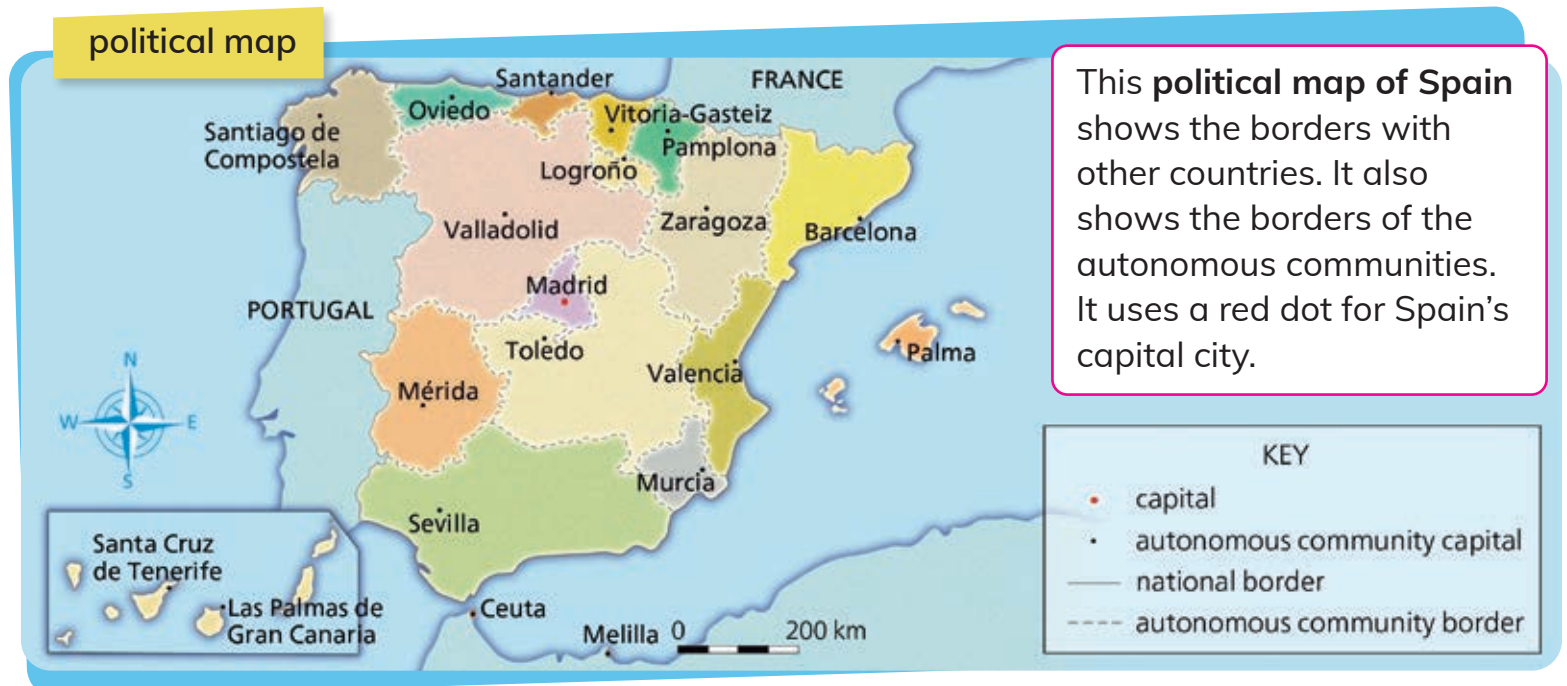 political map
Santander
FRANCE
Oviedo
Vitoria-Gasteiz
Santiago de
Compostela
Pamplona
Logroño
Valladolid
Zaragoza
Barcelona
Madrid
PORTUGAL
Toledo
Palma
Valencia
Mérida
Murcia
Sevilla
N
W
E
S
Santa Cruz
de Tenerife
Las Palmas de
Gran Canaria
Ceuta
Melilla
0 200 km
This political map of Spain
shows the borders with
other countries. It also
shows the borders of the
autonomous communities.
It uses a red dot for Spain’s
capital city.
KEY
capital
autonomous community capital
national border
autonomous community border